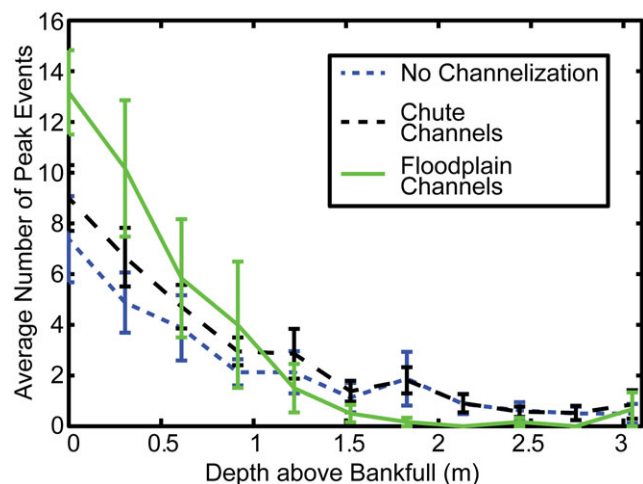 16
14
12
10
8
6
4
2
0
Average Number of Peak Events
No Channelization
Chute
Channels
Floodplain
Channels
0 0.5 1 1.5 2 2.5 3
Depth above Bankfull (m)